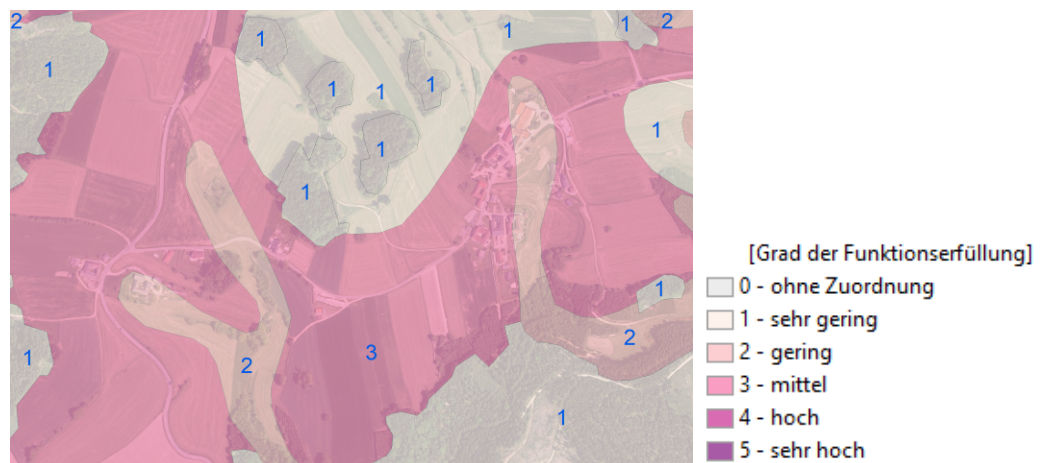 2
1
1
1
1
2
1
1
1
1
1
1
1
1
2
3
2
1
[Grad der Funktionserfüllung]
0 - ohne Zuordnung
1 - sehr gering
2 - gering
3 - mittel
4 - hoch
5 - sehr hoch